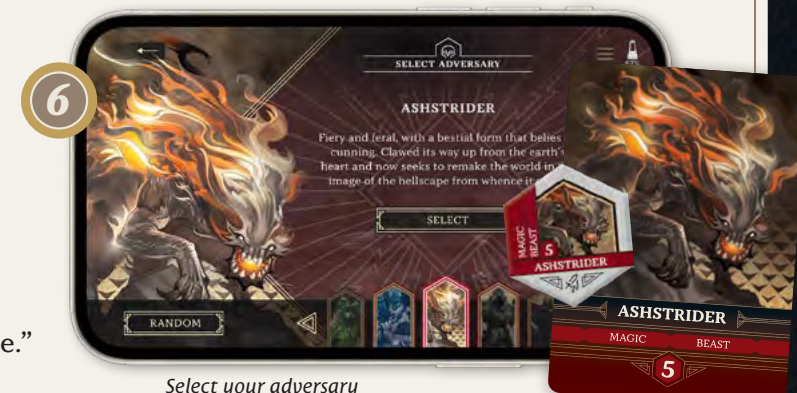 6
SELECT ADVERSARY
ASHSTRIDER
Fiery and feral, with a bestial form that belies
cunning. Clawed its way up from the earth's
heart and now seeks to remake the world in
image of the hellscape from whence it
SELECT
RANDOM
MAGIC
BEAST
5
ASHSTRIDER
ASHSTRIDER
MAGIC BEAST
5
e.”
Select your adversary